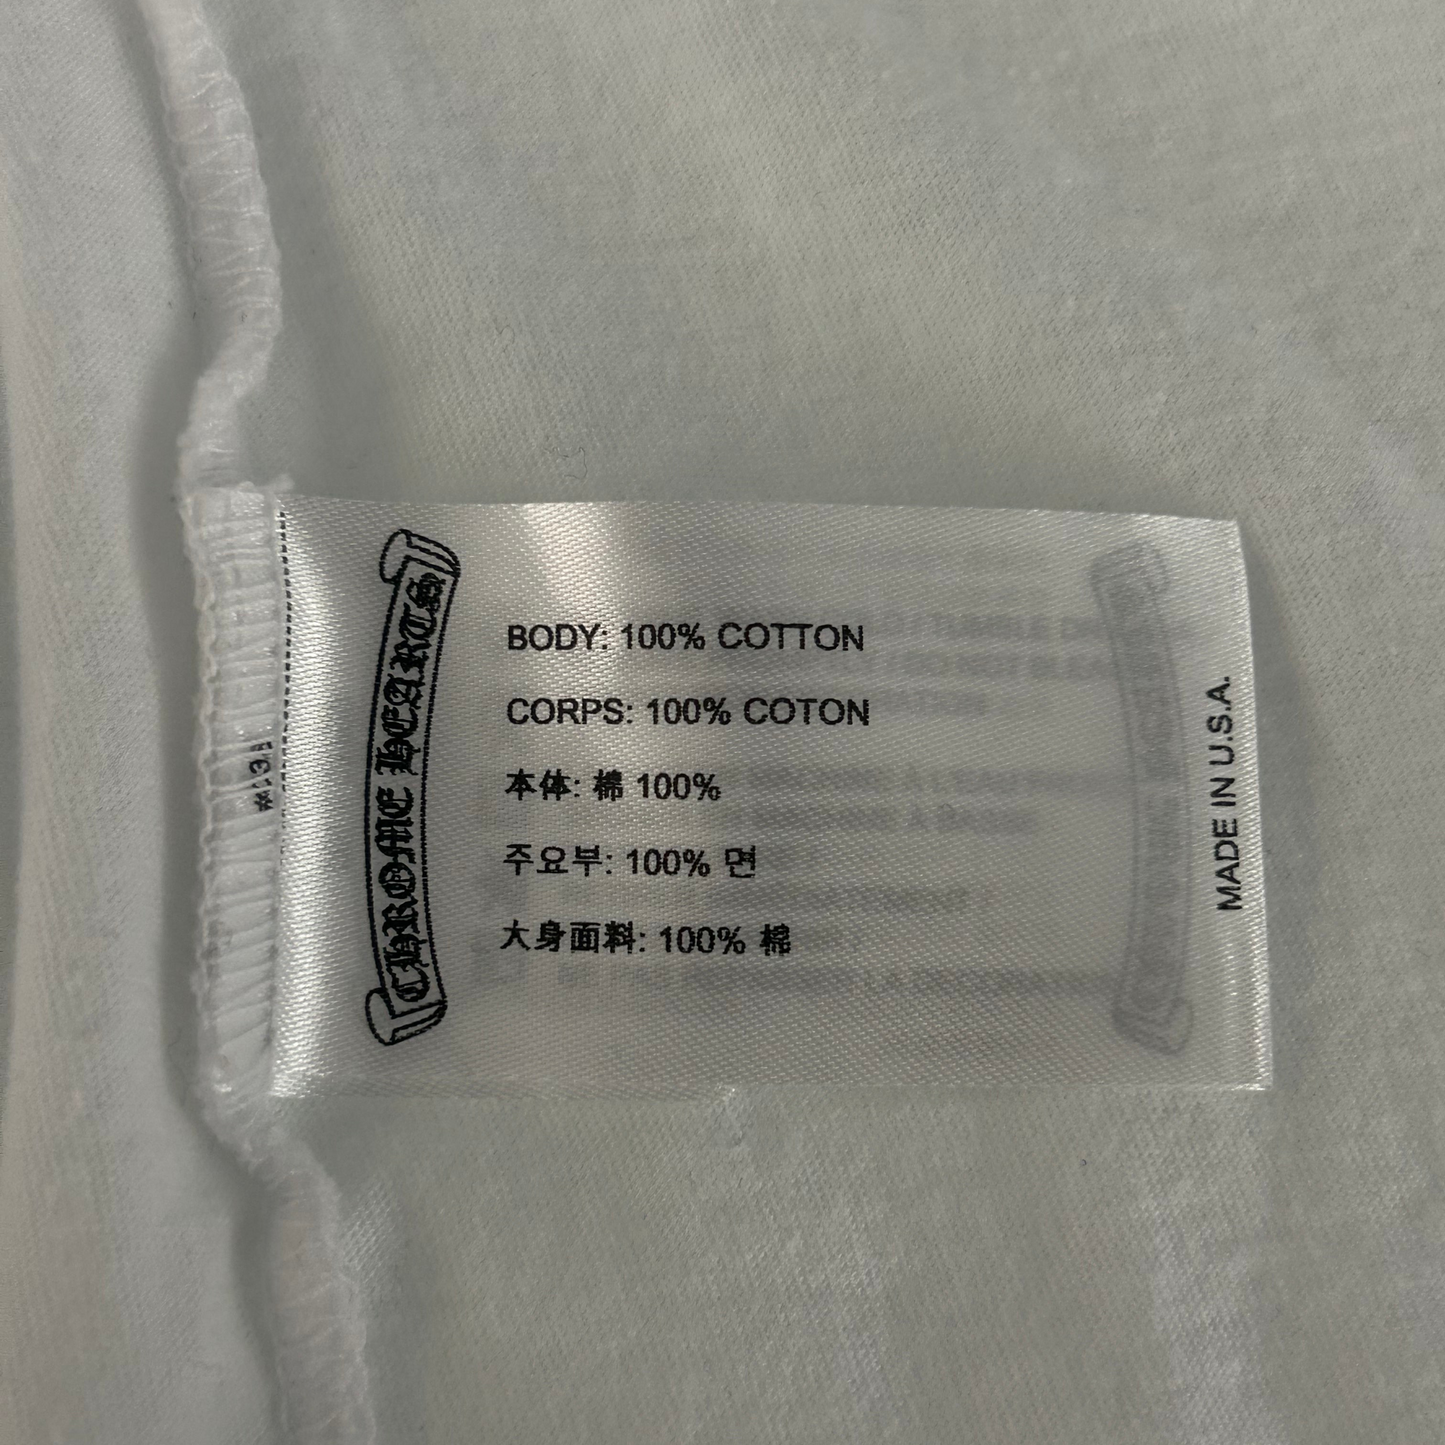 CHROME HEARTS
BODY: 100% COTTON
CORPS: 100% COTON
本体: 棉 100%
주요부: 100% 면
大身面料: 100% 棉
MADE IN U.S.A.